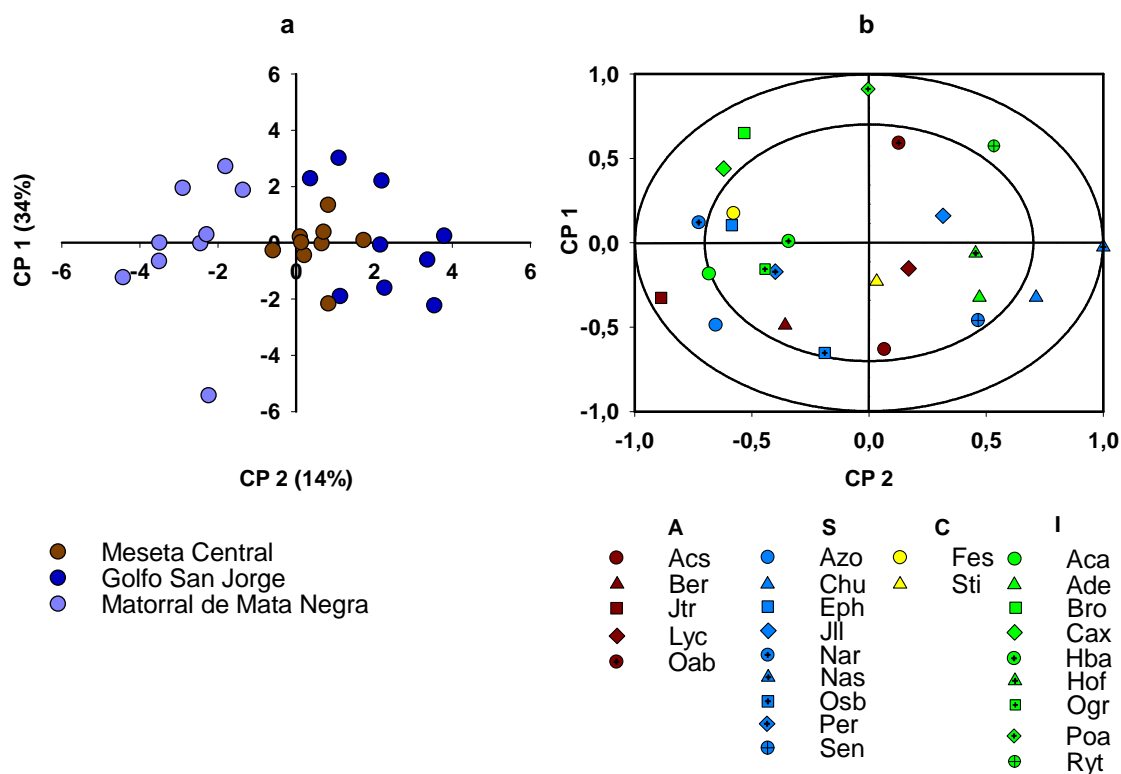 a
6
4
2
0
-2
-4
-6
-6
-4
-2
0
2
4
6
CP 1 (34%)
CP 2 (14%)
Meseta Central
Golfo San Jorge
Matorral de Mata Negra
b
1,0
0,5
0,0
-0,5
-1,0
-1,0
-0,5
0,0
0,5
1,0
CP 1
CP 2
A
Acs
Ber
Jtr
Lyc
Oab
S
Azo
Chu
Eph
Jll
Nar
Nas
Osb
Per
Sen
C
Fes
Sti
I
Aca
Ade
Bro
Cax
Hba
Hof
Ogr
Poa
Ryt